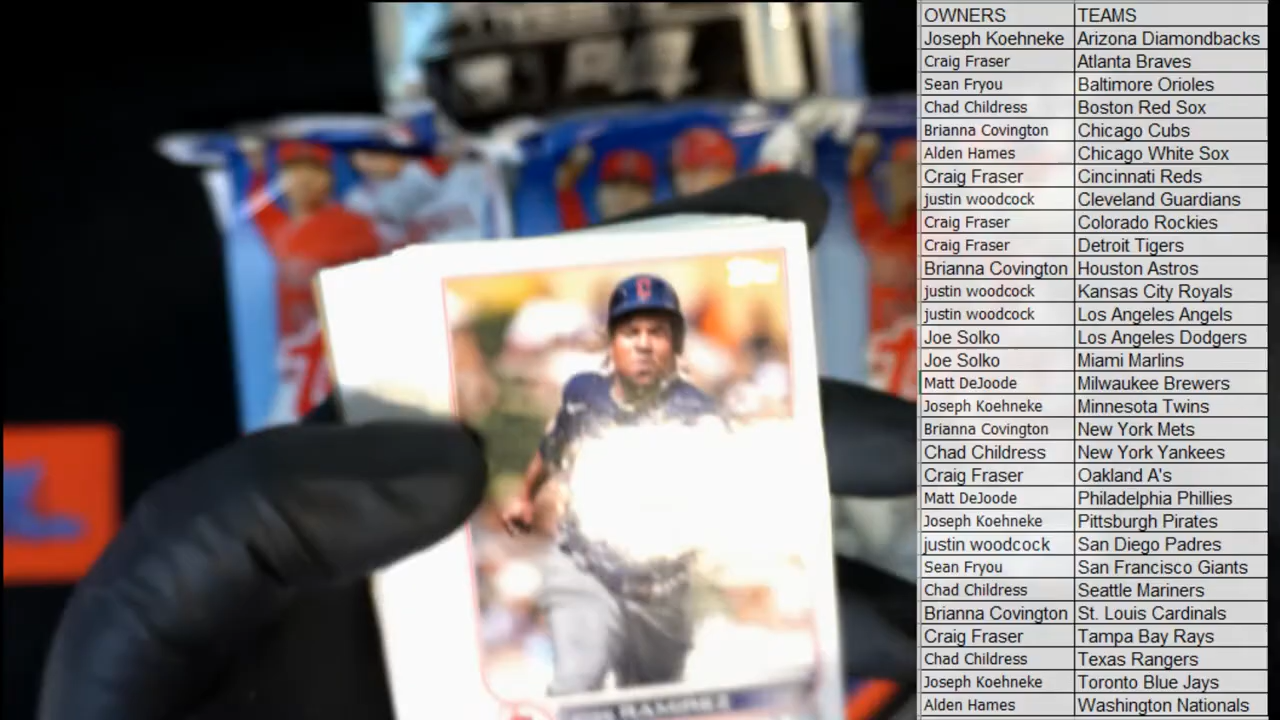 OWNERS TEAMS
Joseph Koehneke Arizona Diamondbacks
Craig Fraser Atlanta Braves
Sean Fryou Baltimore Orioles
Chad Childress Boston Red Sox
Brianna Covington Chicago Cubs
Alden Hames Chicago White Sox
Craig Fraser Cincinnati Reds
justin woodcock Cleveland Guardians
Craig Fraser Colorado Rockies
Craig Fraser Detroit Tigers
Brianna Covington Houston Astros
justin woodcock Kansas City Royals
justin woodcock Los Angeles Angels
Joe Solko Los Angeles Dodgers
Joe Solko Miami Marlins
Matt DeJoode Milwaukee Brewers
Joseph Koehneke Minnesota Twins
Brianna Covington New York Mets
Chad Childress New York Yankees
Craig Fraser Oakland A's
Matt DeJoode Philadelphia Phillies
Joseph Koehneke Pittsburgh Pirates
justin woodcock San Diego Padres
Sean Fryou San Francisco Giants
Chad Childress Seattle Mariners
Brianna Covington St. Louis Cardinals
Craig Fraser Tampa Bay Rays
Chad Childress Texas Rangers
Joseph Koehneke Toronto Blue Jays
Alden Hames Washington Nationals
C
RAMIREZ